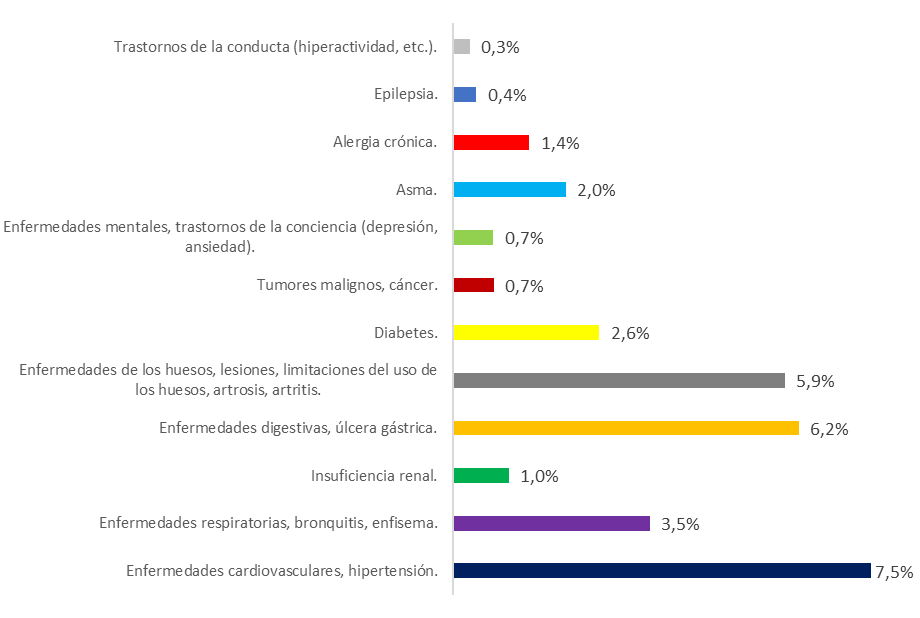 Trastornos de la conducta (hiperactividad, etc.).
0,3%
Epilepsia.
0,4%
Alergia crónica.
1,4%
Asma.
2,0%
Enfermedades mentales, trastornos de la conciencia (depresión,
ansiedad).
0,7%
Tumores malignos, cáncer.
0,7%
Diabetes.
2,6%
Enfermedades de los huesos, lesiones, limitaciones del uso de
los huesos, artrosis, artritis.
5,9%
Enfermedades digestivas, úlcera gástrica.
6,2%
Insuficiencia renal.
1,0%
Enfermedades respiratorias, bronquitis, enfisema.
3,5%
Enfermedades cardiovasculares, hipertensión.
7,5%